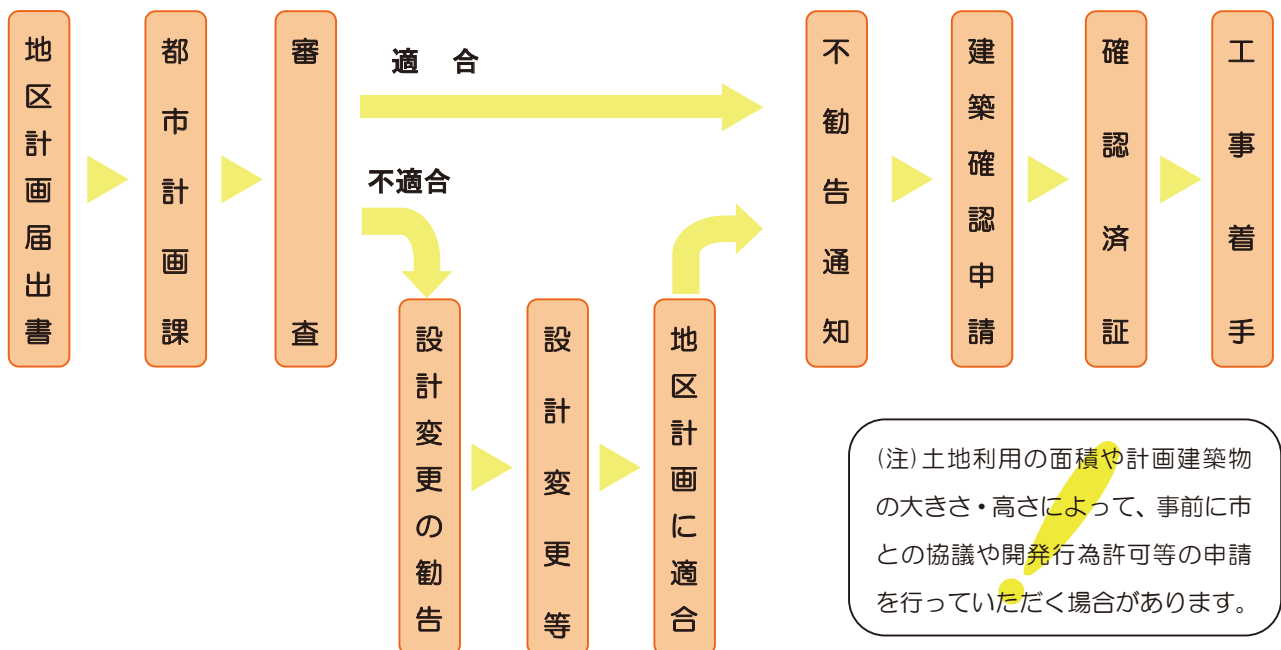 地区計画届出書
都市計画課
審査
適合
不適合
設計変更の勧告
設計変更等
地区計画に適合
不勧告通知
建築確認申請
確認済証
工事着手
(注)土地利用の面積や計画建築物
の大きさ・高さによって、事前に市
との協議や開発行為許可等の申請
を行っていただく場合があります。